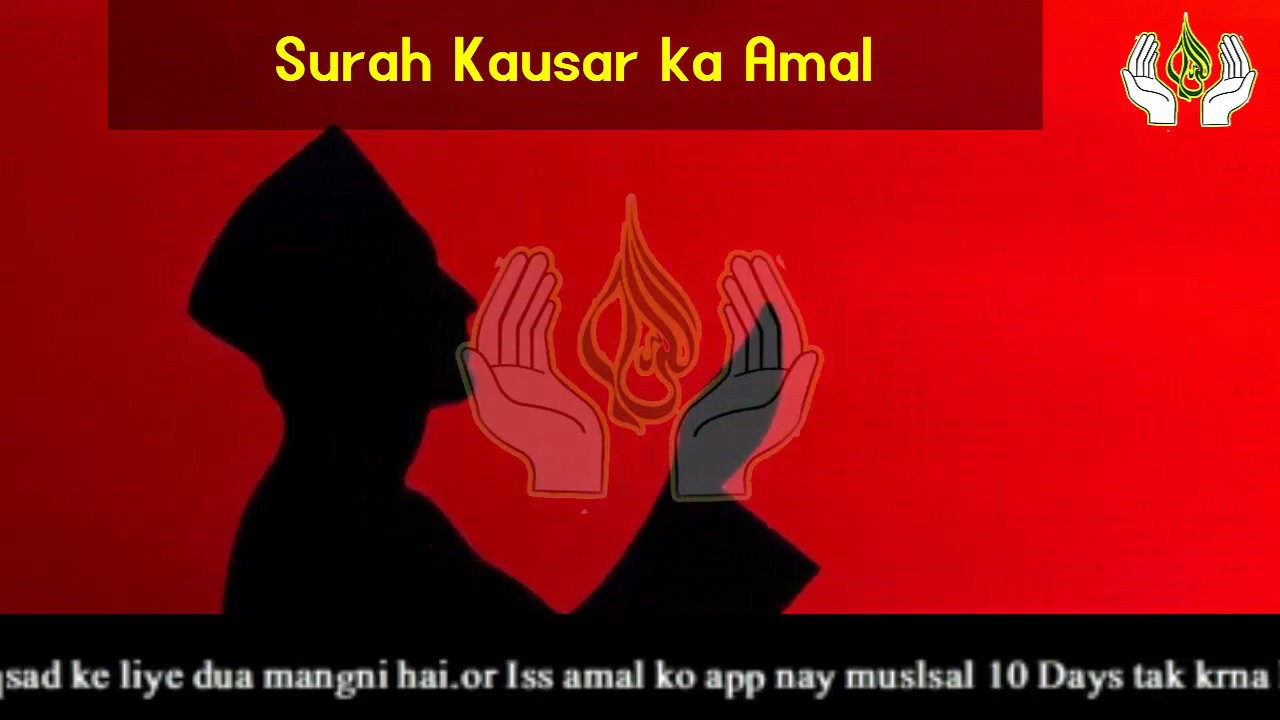 Surah Kausar ka Amal
qsad ke liye dua mangni hai.or Iss amal ko app nay muslsal 10 Days tak krna